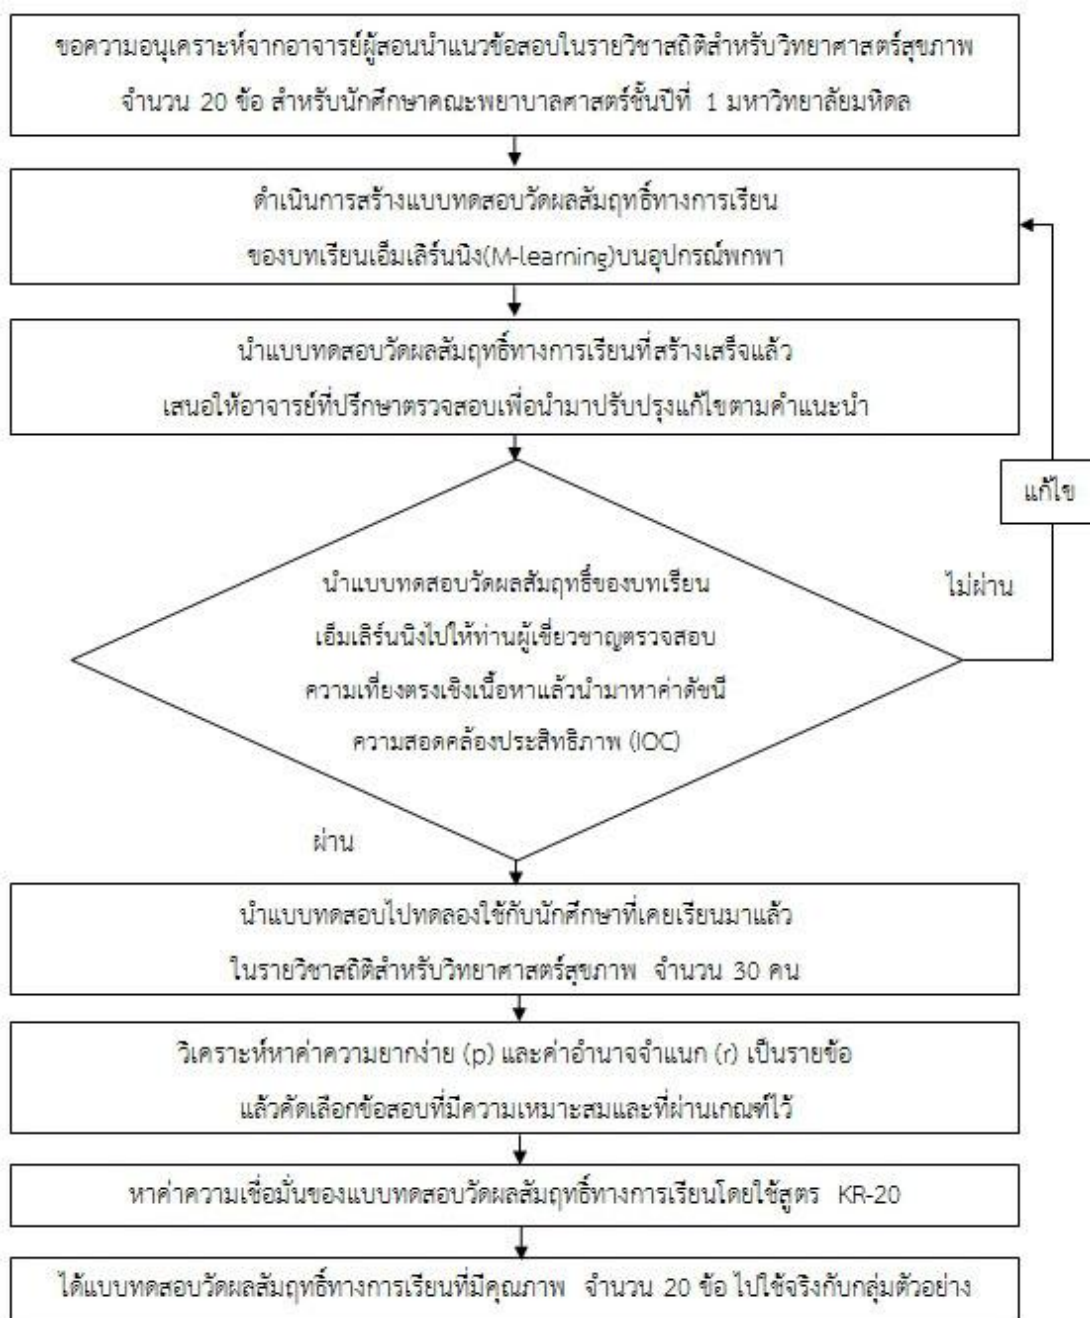 ขอความอนุเคราะห์จากอาจารย์ผู้สอนนำแนวข้อสอบในรายวิชาสถิติสำหรับวิทยาศาสตร์สุขภาพ
จำนวน 20 ข้อ สำหรับนักศึกษาคณะพยาบาลศาสตร์ชั้นปีที่ 1 มหาวิทยาลัยมหิดล
ดำเนินการสร้างแบบทดสอบวัดผลสัมฤทธิ์ทางการเรียน
ของบทเรียนเอ็มเลิร์นนิง(M-learning)บนอุปกรณ์พกพา
นำแบบทดสอบวัดผลสัมฤทธิ์ทางการเรียนที่สร้างเสร็จแล้ว
เสนอให้อาจารย์ที่ปรึกษาตรวจสอบเพื่อนำมาปรับปรุงแก้ไขตามคำแนะนำ
แก้ไข
ไม่ผ่าน
นำแบบทดสอบวัดผลสัมฤทธิ์ของบทเรียน
เอ็มเลิร์นนิงไปให้ท่านผู้เชี่ยวชาญตรวจสอบ
ความเที่ยงตรงเชิงเนื้อหาแล้วนำมาหาค่าดัชนี
ความสอดคล้องประสิทธิภาพ (IOC)
ผ่าน
นำแบบทดสอบไปทดลองใช้กับนักศึกษาที่เคยเรียนมาแล้ว
ในรายวิชาสถิติสำหรับวิทยาศาสตร์สุขภาพ จำนวน 30 คน
วิเคราะห์หาค่าความยากง่าย (p) และค่าอำนาจจำแนก (r) เป็นรายข้อ
แล้วคัดเลือกข้อสอบที่มีความเหมาะสมและที่ผ่านเกณฑ์ไว้
หาค่าความเชื่อมั่นของแบบทดสอบวัดผลสัมฤทธิ์ทางการเรียนโดยใช้สูตร KR-20
ได้แบบทดสอบวัดผลสัมฤทธิ์ทางการเรียนที่มีคุณภาพ จำนวน 20 ข้อ ไปใช้จริงกับกลุ่มตัวอย่าง